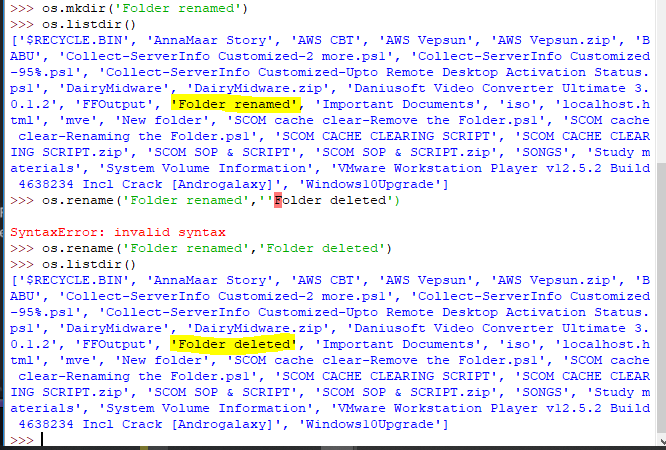 >>> os.mkdir('Folder renamed')
>>> os.listdir()
['$RECYCLE.BIN', 'AnnaMaar Story', 'AWS CBT', 'AWS Vepsun', 'AWS Vepsun.zip', 'B
ABU', 'Collect-ServerInfo Customized-2 more.ps1', 'Collect-ServerInfo Customized
-95%.ps1', 'Collect-ServerInfo Customized-Upto Remote Desktop Activation Status.
ps1', 'DairyMidware', 'DairyMidware.zip', 'Daniusoft Video Converter Ultimate 3.
0.1.2', 'FFOutput', 'Folder renamed', 'Important Documents', 'iso', 'localhost.h
tml', 'mve', 'New folder', 'SCOM cache clear-Remove the Folder.ps1', 'SCOM cache
 clear-Renaming the Folder.ps1', 'SCOM CACHE CLEARING SCRIPT', 'SCOM CACHE CLEAR
ING SCRIPT.zip', 'SCOM SOP & SCRIPT', 'SCOM SOP & SCRIPT.zip', 'SONGS', 'Study m
aterials', 'System Volume Information', 'VMware Workstation Player v12.5.2 Build
 4638234 Incl Crack [Androgalaxy]', 'Windows10Upgrade']
>>> os.rename('Folder renamed',''Folder deleted')
SyntaxError: invalid syntax
>>> os.rename('Folder renamed','Folder deleted')
>>> os.listdir()
['$RECYCLE.BIN', 'AnnaMaar Story', 'AWS CBT', 'AWS Vepsun', 'AWS Vepsun.zip', 'B
ABU', 'Collect-ServerInfo Customized-2 more.ps1', 'Collect-ServerInfo Customized
-95%.ps1', 'Collect-ServerInfo Customized-Upto Remote Desktop Activation Status.
ps1', 'DairyMidware', 'DairyMidware.zip', 'Daniusoft Video Converter Ultimate 3.
0.1.2', 'FFOutput', 'Folder deleted', 'Important Documents', 'iso', 'localhost.h
tml', 'mve', 'New folder', 'SCOM cache clear-Remove the Folder.ps1', 'SCOM cache
 clear-Renaming the Folder.ps1', 'SCOM CACHE CLEARING SCRIPT', 'SCOM CACHE CLEAR
ING SCRIPT.zip', 'SCOM SOP & SCRIPT', 'SCOM SOP & SCRIPT.zip', 'SONGS', 'Study m
aterials', 'System Volume Information', 'VMware Workstation Player v12.5.2 Build
 4638234 Incl Crack [Androgalaxy]', 'Windows10Upgrade']
>>>